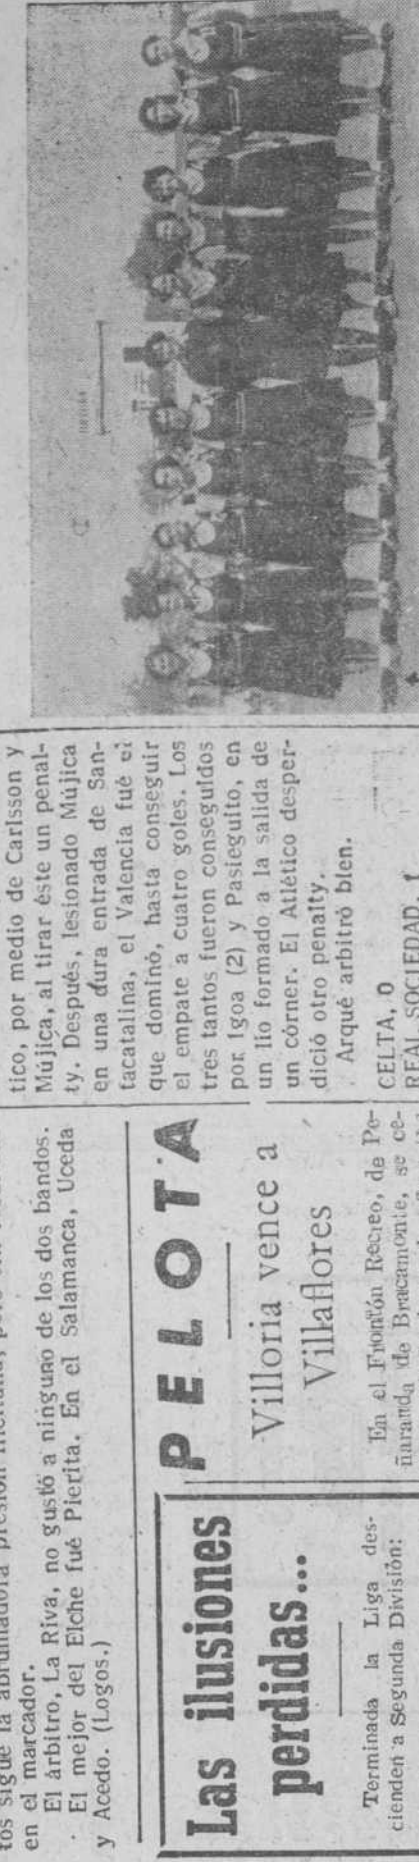 en el marcador.
El árbitro, La Riva, no gustó a ninguno de los dos bandos.
El mejor del Elche fué Pierita. En el Salamanca, Uceda
y Acedo. (Logos.)
Las ilusiones
perdidas...
Terminada la Liga des-
cienden a Segunda División:
PELOTA
Villoria vence a
Villaflores
En el Frontón Recreo, de Pe-
ñaranda de Bracamonte, se ce-
tico, por medio de Carlsson y
Mújica, al tirar éste un penal-
ty. Después, lesionado Mújica
en una dura entrada de San-
tacatalina, el Valencia fué el
que dominó, hasta conseguir
el empate a cuatro goles. Los
tres tantos fueron conseguidos
por Igoa (2) y Pasieguito, en
un lio formado a la salida de
un córner. El Atlético desper-
dició otro penalty.
Arqué arbitró bien.
CELTA, 0
REAL SOCIEDAD, 1